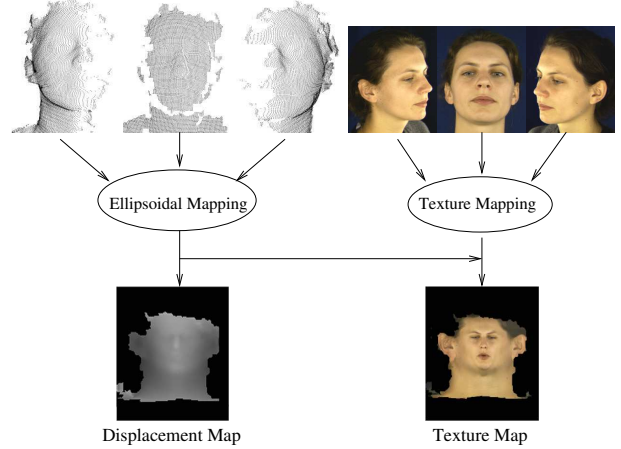 Ellipsoidal Mapping
Texture Mapping
Displacement Map
Texture Map